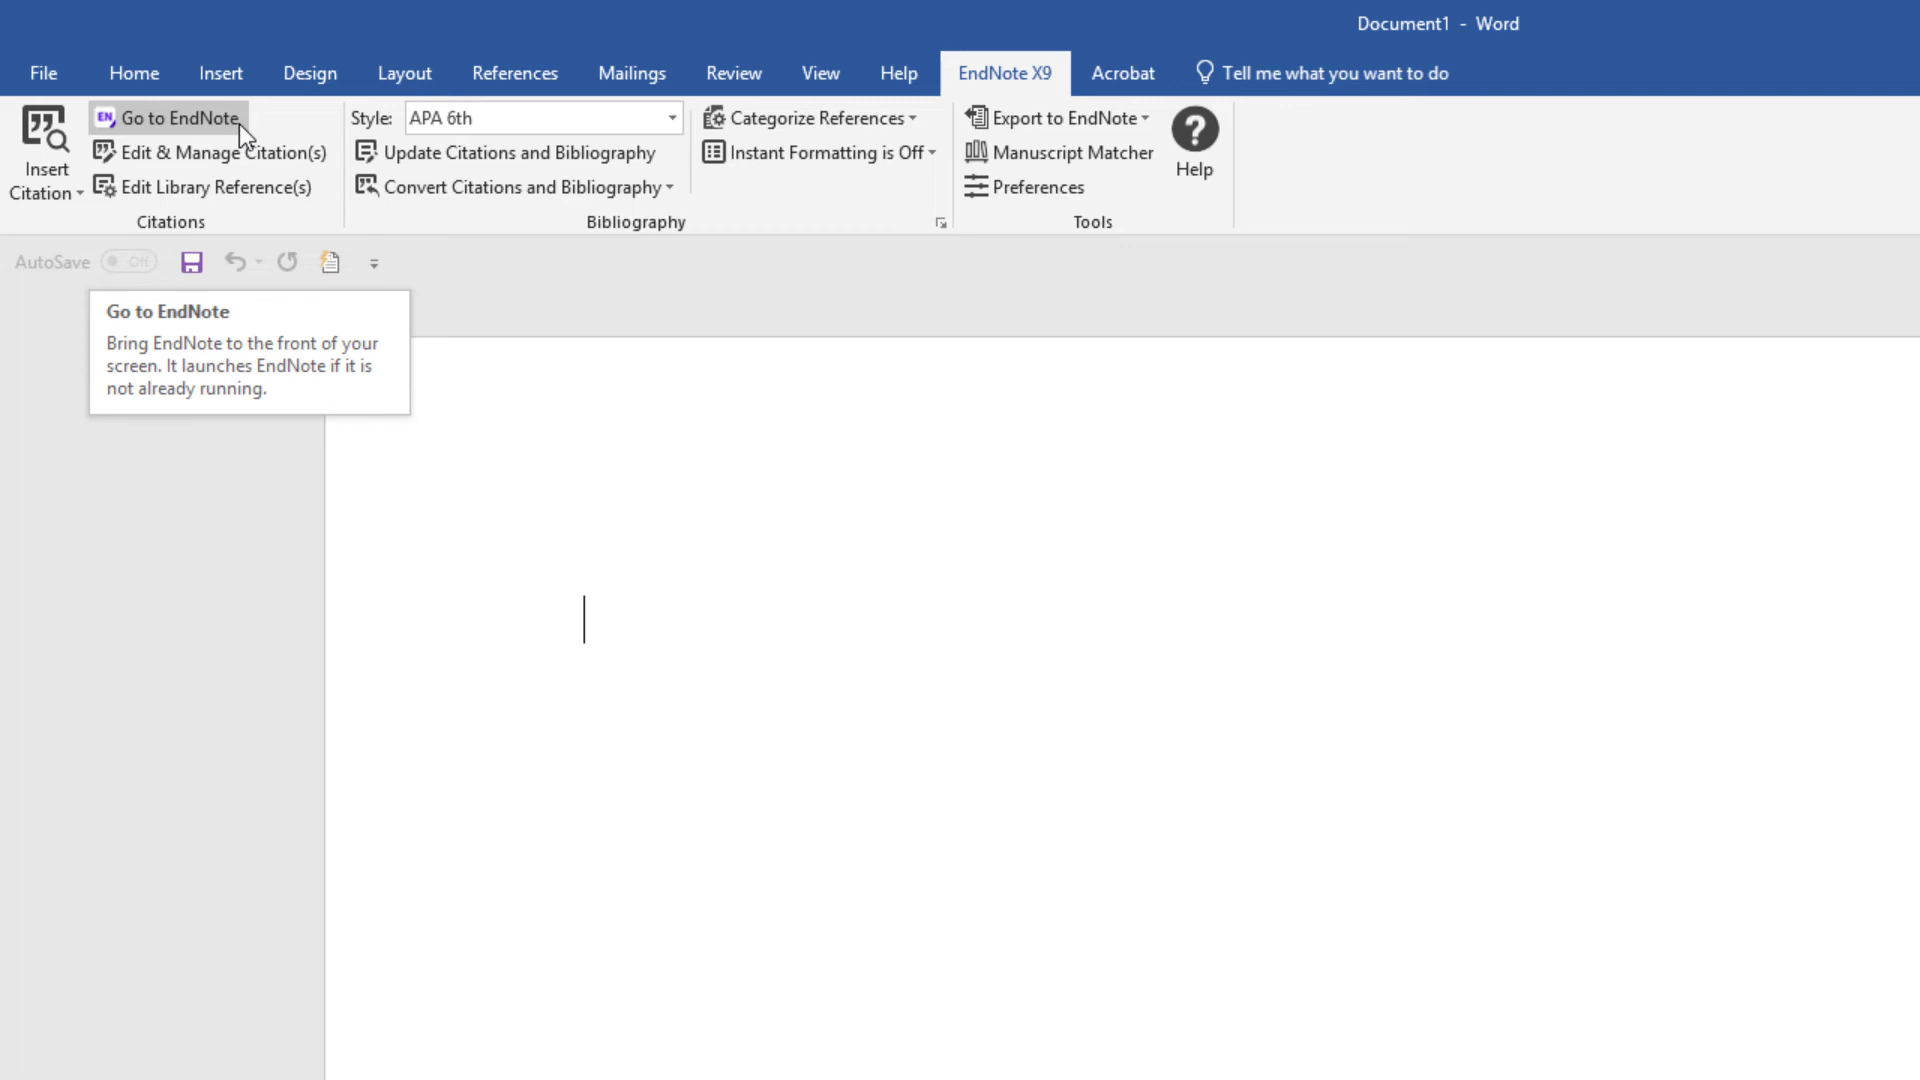 Document1 - Word
File Home Insert Design Layout References Mailings Review View Help EndNote X9 Acrobat Tell me what you want to do
Insert
Citation
EN Go to EndNote
Edit & Manage Citation(s)
Edit Library Reference(s)
Citations
Style: APA 6th
Update Citations and Bibliography
Convert Citations and Bibliography
Categorize References
Instant Formatting is Off
Bibliography
Export to EndNote
Manuscript Matcher
Preferences
Tools
? Help
AutoSave Off
Go to EndNote
Bring EndNote to the front of your
screen. It launches EndNote if it is
not already running.